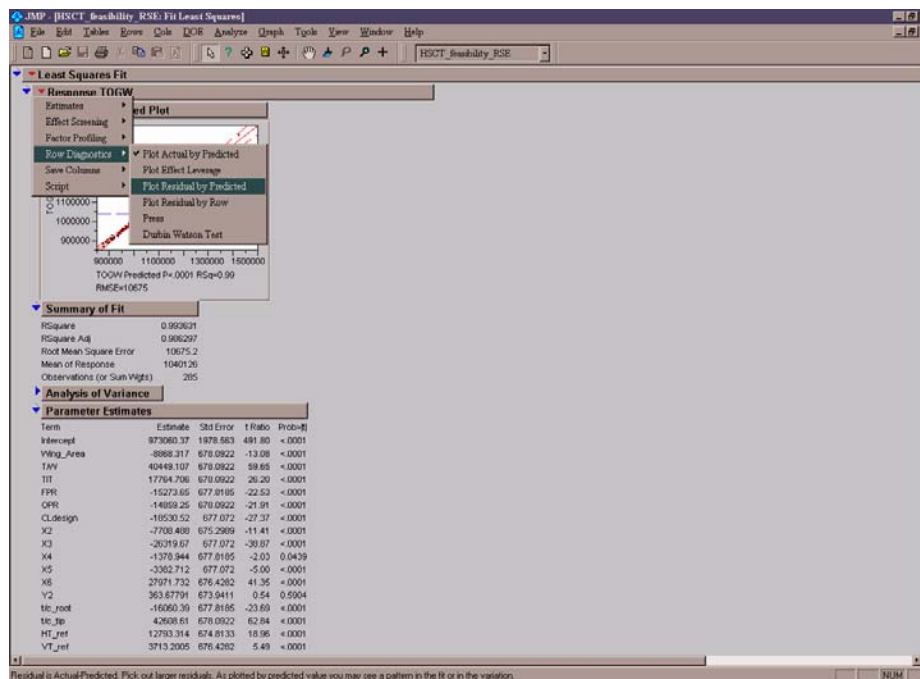 JMP - [HSCT_feasibility_RSE: Fit Least Squares]
File Edit Tables Rows Cols DOE Analyze Graph Tools View Window Help
HSCT_feasibility_RSE
Least Squares Fit
Response TOGW
Estimates
Effect Screening
Factor Profiling
Row Diagnostics
Save Columns
Script
ed Plot
Plot Actual by Predicted
Plot Effect Leverage
Plot Residual by Predicted
Plot Residual by Row
Press
Durbin Watson Test
1100000
1000000
900000
900000 1100000 1300000 1500000
TOGW Predicted P<.0001 RSq=0.99
RMSE=10675
Summary of Fit
RSquare 0.993631
RSquare Adj
Root Mean Square Error 10675.2
Mean of Response 1040126
Observations (or Sum Wgts) 285
Analysis of Variance
Parameter Estimates
Term Estimate Std Error t Ratio Prob>|t|
Intercept 973060.37 1978.563 491.80 <.0001
Wing_Area -8868.317 678.0922 -13.08 <.0001
T/W 40449.107 678.0922 59.65 <.0001
TIT 17764.706 678.0922 26.20 <.0001
FPR -15273.65 677.8185 -22.53 <.0001
OPR -14859.25 678.0922 -21.91 <.0001
CLdesign -18530.52 677.072 -27.37 <.0001
X2 -7708.488 675.2989 -11.41 <.0001
X3 -26319.67 677.072 -38.87 <.0001
X4 -1378.944 677.8185 -2.03 0.0439
X5 -3382.712 677.072 -5.00 <.0001
X6 27971.732 676.4282 41.35 <.0001
Y2 363.67791 673.9411 0.54 0.5904
t/c_root -16060.39 677.8185 -23.69 <.0001
t/c_tip 42608.61 678.0922 62.84 <.0001
HT_ref 12793.314 674.8133 18.96 <.0001
VT_ref 3713.2005 676.4282 5.49 <.0001
Residual is Actual-Predicted. Pick out larger residuals. As plotted by predicted value you may see a pattern in the fit or in the variation.
NUM